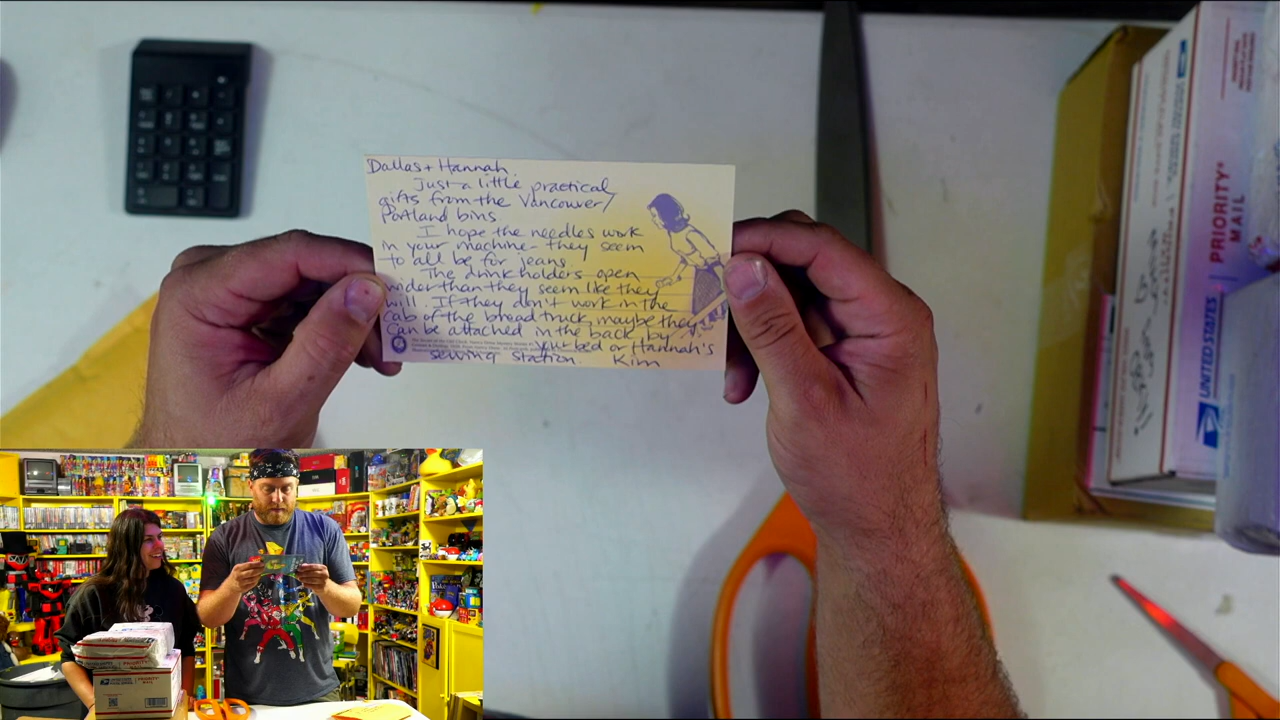 Dallas + Hannah.
Just a little practical
gifts from the Vancouver/
Portland bins
I hope the needles work
in your machine - they seem
to all be for jeans.
The drink holders open
wider than they seem like they
will. If they don't work in the
cab of the bread truck, maybe they
can be attached in the back by
your bed or Hannah's
sewing station. Kim
PRIORITY®
MAIL
UNITED STATES